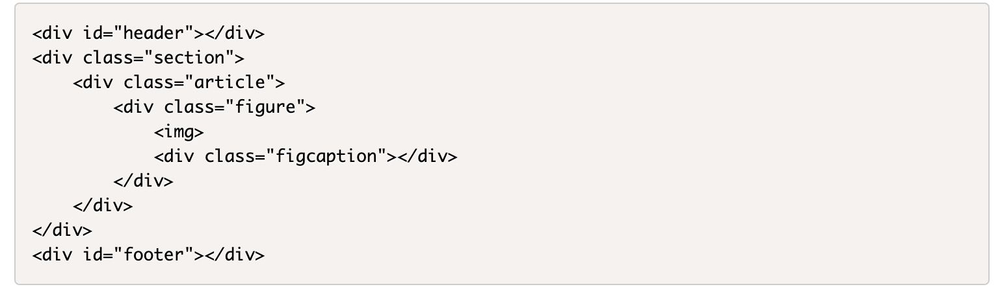 <div id="header"></div>
<div class="section">
    <div class="article">
        <div class="figure">
            <img>
            <div class="figcaption"></div>
        </div>
    </div>
</div>
<div id="footer"></div>